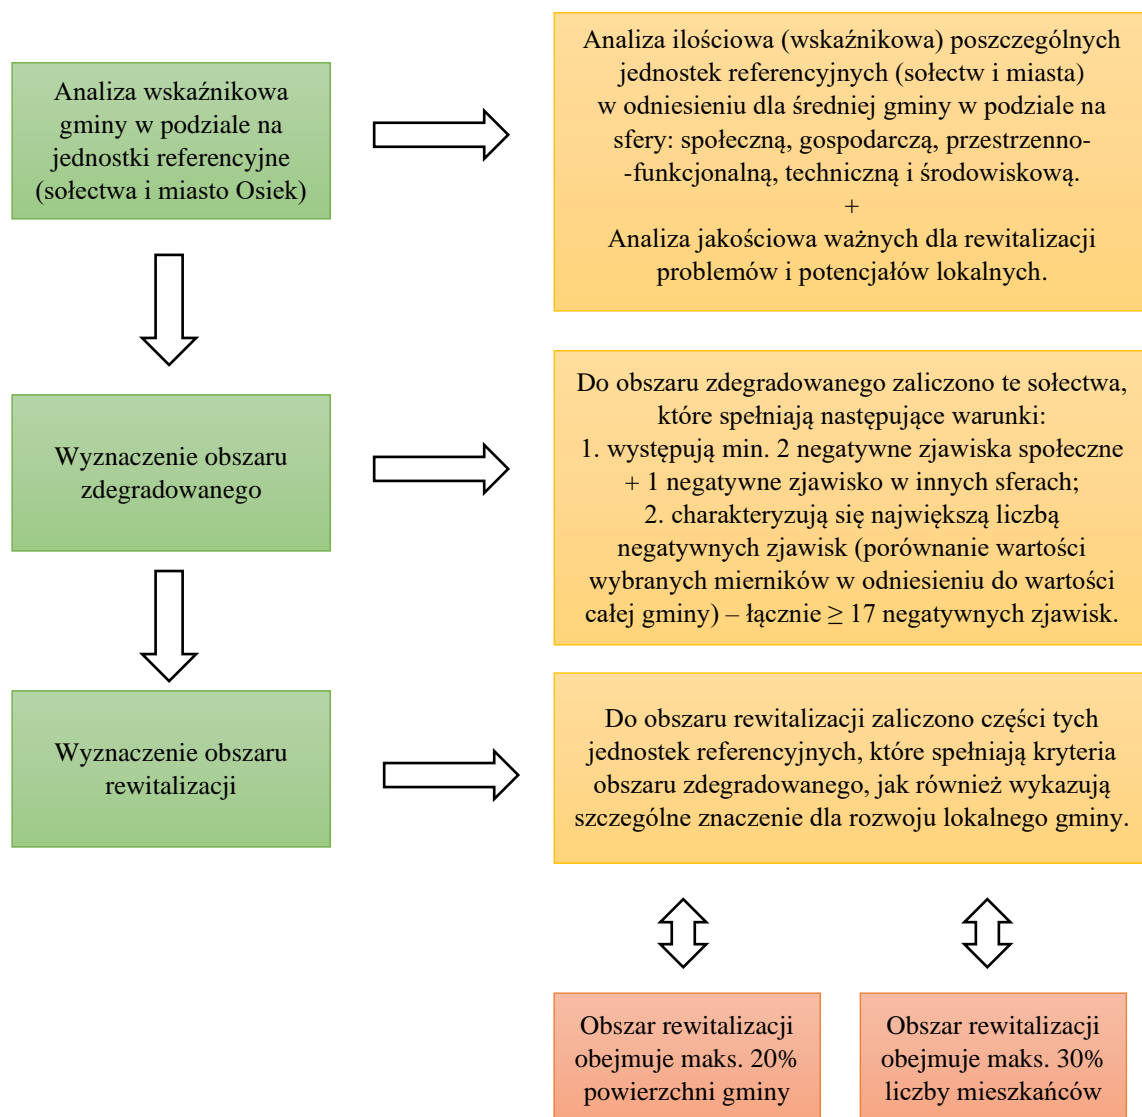 Analiza wskaźnikowa
gminy w podziale na
jednostki referencyjne
(sołectwa i miasto Osiek)
Analiza ilościowa (wskaźnikowa) poszczególnych
jednostek referencyjnych (sołectw i miasta)
w odniesieniu dla średniej gminy w podziale na
sfery: społeczną, gospodarczą, przestrzenno-
-funkcjonalną, techniczną i środowiskową.
+
Analiza jakościowa ważnych dla rewitalizacji
problemów i potencjałów lokalnych.
Wyznaczenie obszaru
zdegradowanego
Do obszaru zdegradowanego zaliczono te sołectwa,
które spełniają następujące warunki:
1. występują min. 2 negatywne zjawiska społeczne
+ 1 negatywne zjawisko w innych sferach;
2. charakteryzują się największą liczbą
negatywnych zjawisk (porównanie wartości
wybranych mierników w odniesieniu do wartości
całej gminy) – łącznie ≥ 17 negatywnych zjawisk.
Wyznaczenie obszaru
rewitalizacji
Do obszaru rewitalizacji zaliczono części tych
jednostek referencyjnych, które spełniają kryteria
obszaru zdegradowanego, jak również wykazują
szczególne znaczenie dla rozwoju lokalnego gminy.
Obszar rewitalizacji
obejmuje maks. 20%
powierzchni gminy
Obszar rewitalizacji
obejmuje maks. 30%
liczby mieszkańców